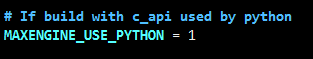 # If build with c_api used by python
MAXENGINE_USE_PYTHON = 1